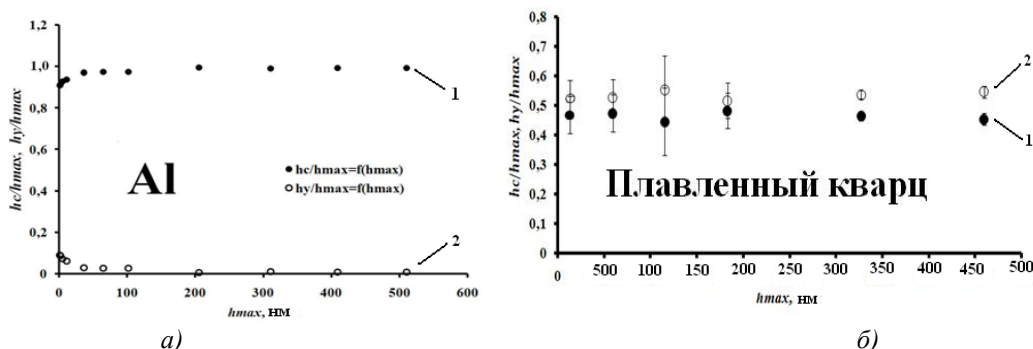 hc/hmax, hy/hmax
1,2
1,0
0,8
0,6
0,4
0,2
0
0 100 200 300 400 500 600
hmax, нм
Al
hc/hmax=f(hmax)
hy/hmax=f(hmax)
1
2
а)
hc/hmax, hy/hmax
0,8
0,7
0,6
0,5
0,4
0,3
0,2
0,1
0
0 500 100 150 200 250 300 350 400 450 500
hmax, нм
Плавленный кварц
2
1
б)